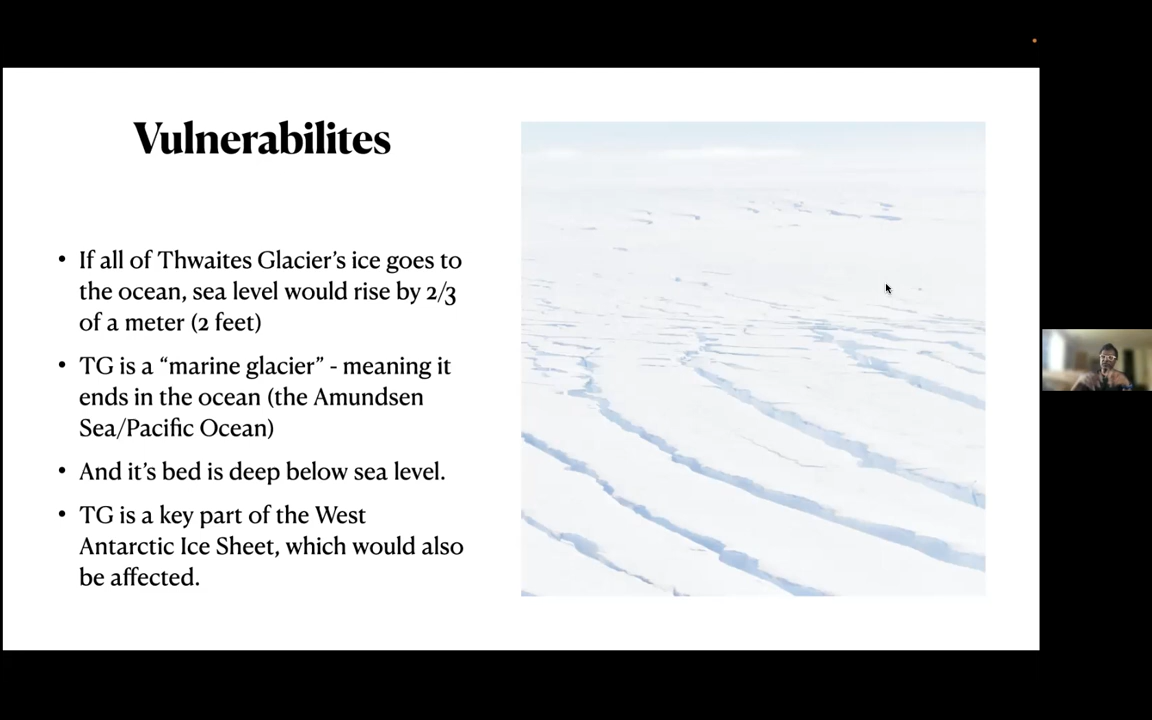 Vulnerabilites
• If all of Thwaites Glacier’s ice goes to
the ocean, sea level would rise by 2/3
of a meter (2 feet)
• TG is a “marine glacier” - meaning it
ends in the ocean (the Amundsen
Sea/Pacific Ocean)
• And it’s bed is deep below sea level.
• TG is a key part of the West
Antarctic Ice Sheet, which would also
be affected.